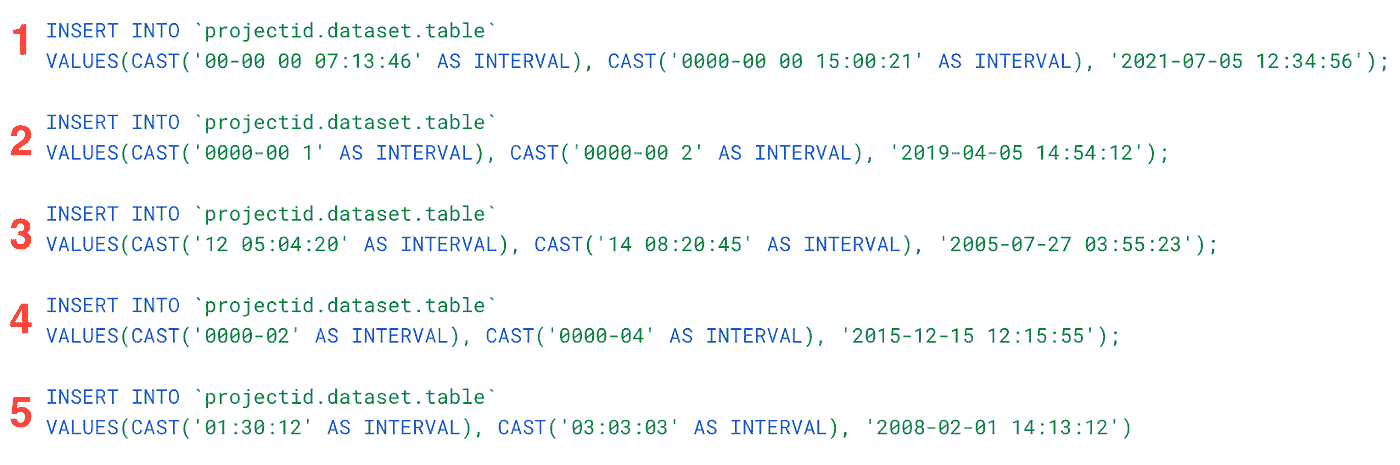 1
INSERT INTO `projectid.dataset.table`
VALUES(CAST('00-00 00 07:13:46' AS INTERVAL), CAST('0000-00 00 15:00:21' AS INTERVAL), '2021-07-05 12:34:56');
2
INSERT INTO `projectid.dataset.table`
VALUES(CAST('0000-00 1' AS INTERVAL), CAST('0000-00 2' AS INTERVAL), '2019-04-05 14:54:12');
3
INSERT INTO `projectid.dataset.table`
VALUES(CAST('12 05:04:20' AS INTERVAL), CAST('14 08:20:45' AS INTERVAL), '2005-07-27 03:55:23');
4
INSERT INTO `projectid.dataset.table`
VALUES(CAST('0000-02' AS INTERVAL), CAST('0000-04' AS INTERVAL), '2015-12-15 12:15:55');
5
INSERT INTO `projectid.dataset.table`
VALUES(CAST('01:30:12' AS INTERVAL), CAST('03:03:03' AS INTERVAL), '2008-02-01 14:13:12')